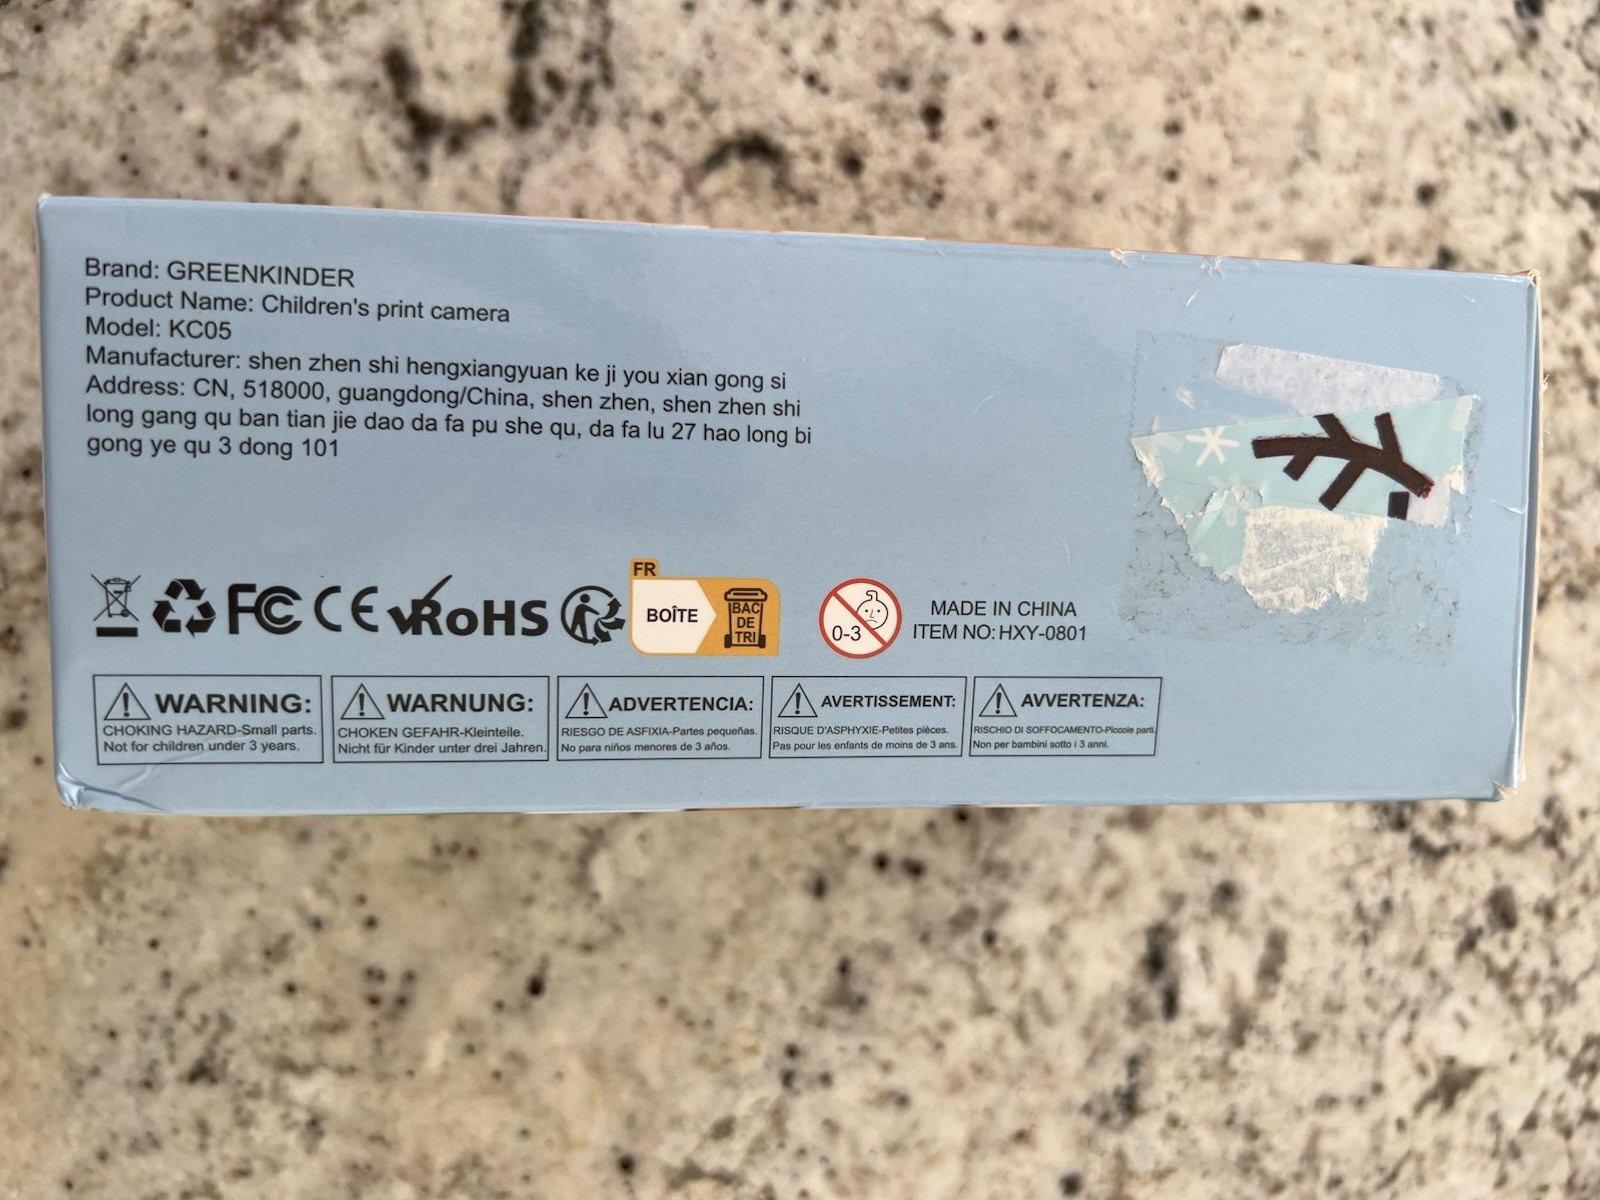 Brand: GREENKINDER
Product Name: Children's print camera
Model: KC05
Manufacturer: shen zhen shi hengxiangyuan ke ji you xian gong si
Address: CN, 518000, guangdong/China, shen zhen, shen zhen shi
long gang qu ban tian jie dao da fa pu she qu, da fa lu 27 hao long bi
gong ye qu 3 dong 101
FC CE RoHS
FR
BOÎTE
BAC
DE
TRI
0-3
MADE IN CHINA
ITEM NO: HXY-0801
WARNING:
CHOKING HAZARD-Small parts.
Not for children under 3 years.
WARNUNG:
CHOKEN GEFAHR-Kleinteile.
Nicht für Kinder unter drei Jahren.
ADVERTENCIA:
RIESGO DE ASFIXIA-Partes pequeñas.
No para niños menores de 3 años.
AVERTISSEMENT:
RISQUE D'ASPHYXIE-Petites pièces.
Pas pour les enfants de moins de 3 ans.
AVVERTENZA:
RISCHIO DI SOFFOCAMENTO-Piccole parti.
Non per bambini sotto i 3 anni.